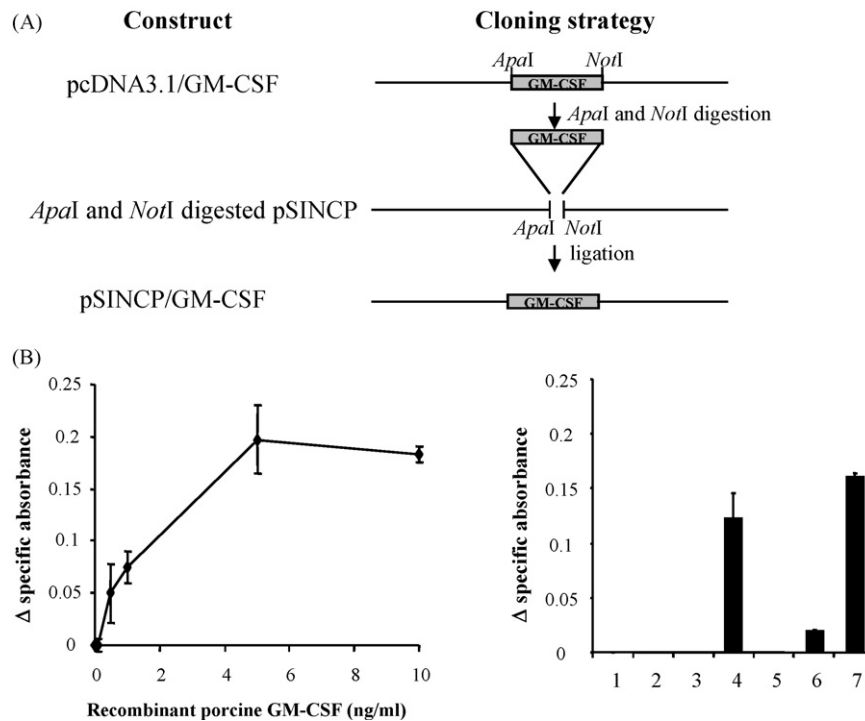 (A)
Construct
Cloning strategy
ApaI NotI
pcDNA3.1/GM-CSF
GM-CSF
ApaI and NotI digestion
GM-CSF
ApaI and NotI digested pSINCP
ApaI NotI
ligation
pSINCP/GM-CSF
GM-CSF
(B)
0.25
0.2
0.15
0.1
0.05
0
Δ specific absorbance
0 2 4 6 8 10
Recombinant porcine GM-CSF (ng/ml)
0.25
0.2
0.15
0.1
0.05
0
Δ specific absorbance
1 2 3 4 5 6 7